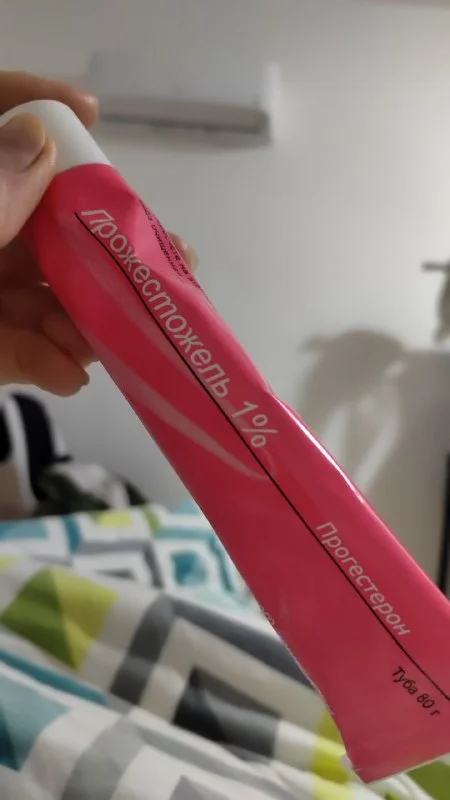 Прожестожель 1%
Прогестерон
Туба 80 г